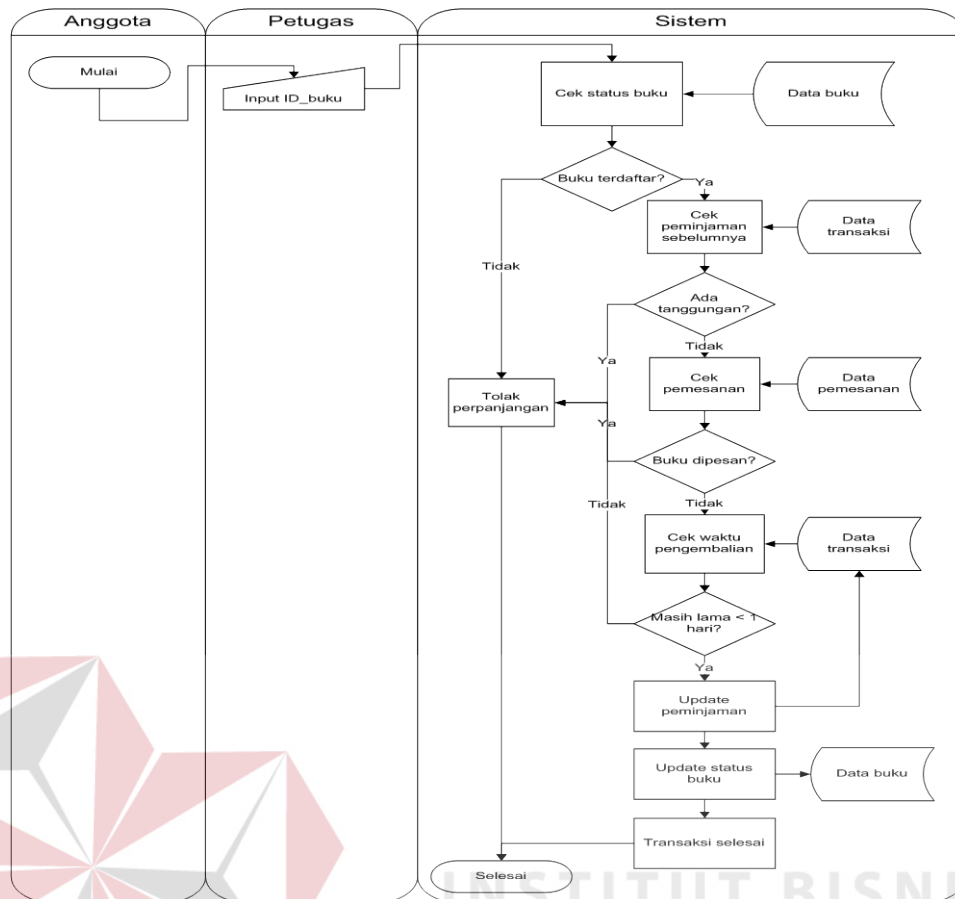 Anggota
Petugas
Sistem
Mulai
Input ID_buku
Cek status buku
Data buku
Buku terdaftar?
Ya
Cek
peminjaman
sebelumnya
Data
transaksi
Tidak
Ada
tanggungan?
Tidak
Ya
Cek
pemesanan
Data
pemesanan
Tolak
perpanjangan
Ya
Buku dipesan?
Tidak
Tidak
Cek waktu
pengembalian
Data
transaksi
Masih lama < 1
hari?
Ya
Update
peminjaman
Update status
buku
Data buku
Transaksi selesai
Selesai
INSTITUT BISNI